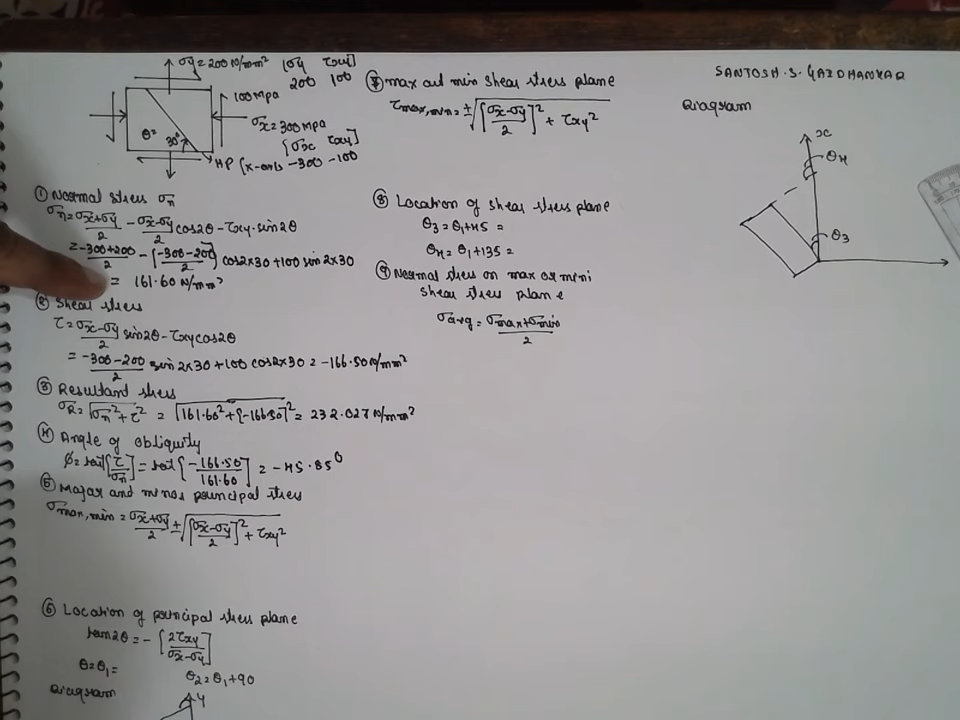 σy = 200 N/mm² [σy τxy]
200 100
100 MPa
σx = 300 MPa
[σx τxy]
θ =
30°
HP (x-axis -300 -100
① Normal stress σn
σn = σx+σy/2 - σx-σy/2 cos2θ - τxy·sin2θ
= -300+200/2 - [-300-200/2] cos2x30 + 100 sin 2x30
= 161.60 N/mm²
② Shear stress
τ = σx-σy/2 sin2θ - τxy cos2θ
= -300-200/2 sin 2x30 + 100 cos2x30 = -166.50 N/mm²
③ Resultant stress
σR = √σn² + τ² = √161.60² + [-166.50]² = 232.027 N/mm²
④ Angle of obliquity
ϕ = tan¹[τ/σn] = tan¹[-166.50/161.60] = -45.85°
⑤ Major and minor principal stress
σmax, min = σx+σy/2 ± √[σx-σy/2]² + τxy²
⑥ Location of principal stress plane
tan2θ = - [2τxy/σx-σy]
θ = θ1 =
θ2 = θ1 + 90
Diagram
y
⑦ max and min shear stress plane
τmax, min = ± √[σx-σy/2]² + τxy²
⑧ Location of shear stress plane
θ3 = θ1 + 45 =
θ4 = θ1 + 135 =
⑨ Normal stress on max or mini
shear stress plane
σavg = σmax + σmin/2
SANTOSH.S.GAIDHANKAR
Diagram
x
θ4
θ3